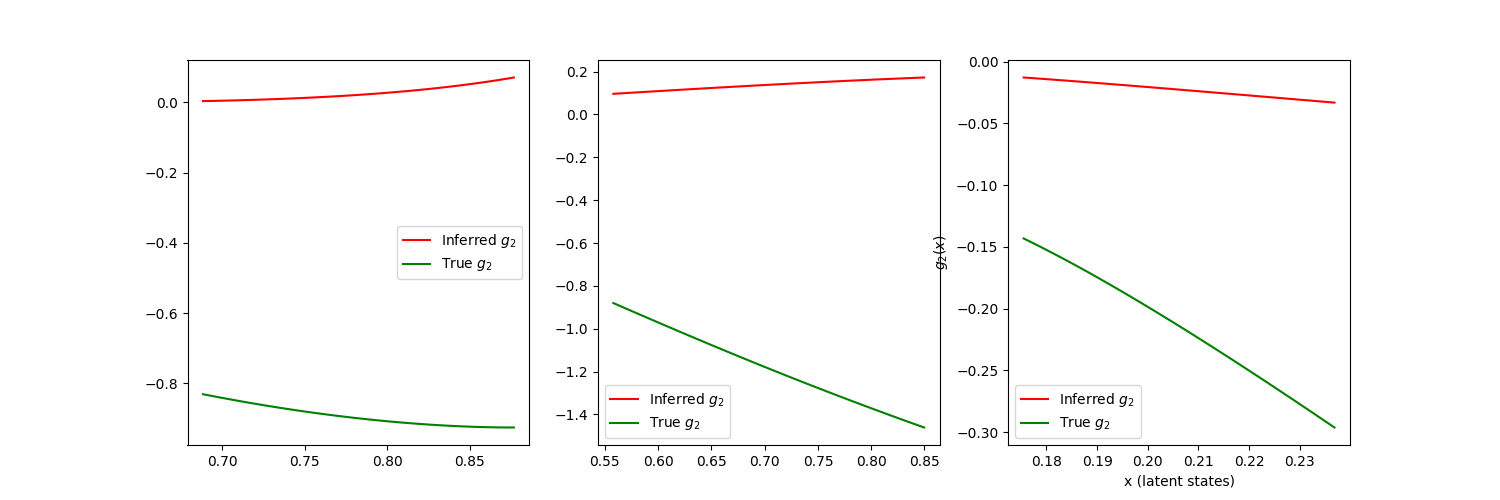 0.0
−0.2
−0.4
−0.6
−0.8
0.70 0.75 0.80 0.85
Inferred g₂
True g₂
0.2
0.0
−0.2
−0.4
−0.6
−0.8
−1.0
−1.2
−1.4
0.55 0.60 0.65 0.70 0.75 0.80 0.85
Inferred g₂
True g₂
g₂(x)
0.00
−0.05
−0.10
−0.15
−0.20
−0.25
−0.30
0.18 0.19 0.20 0.21 0.22 0.23
x (latent states)
Inferred g₂
True g₂